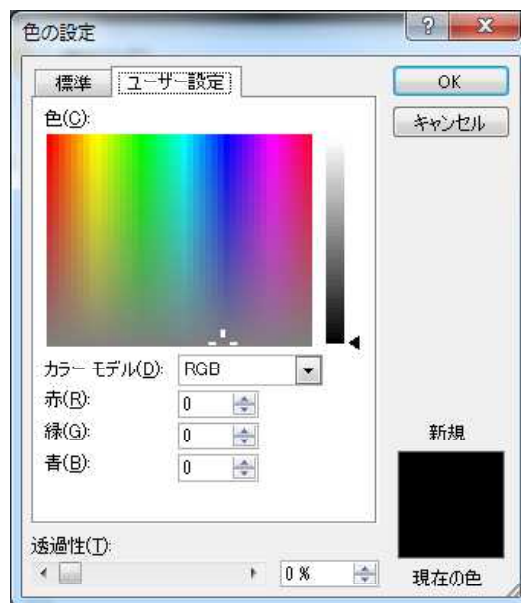 色の設定
標準 ユーザー設定
OK
キャンセル
色(C):
カラー モデル(D): RGB
赤(R): 0
緑(G): 0
青(B): 0
新規
現在の色
透過性(T):
0 %